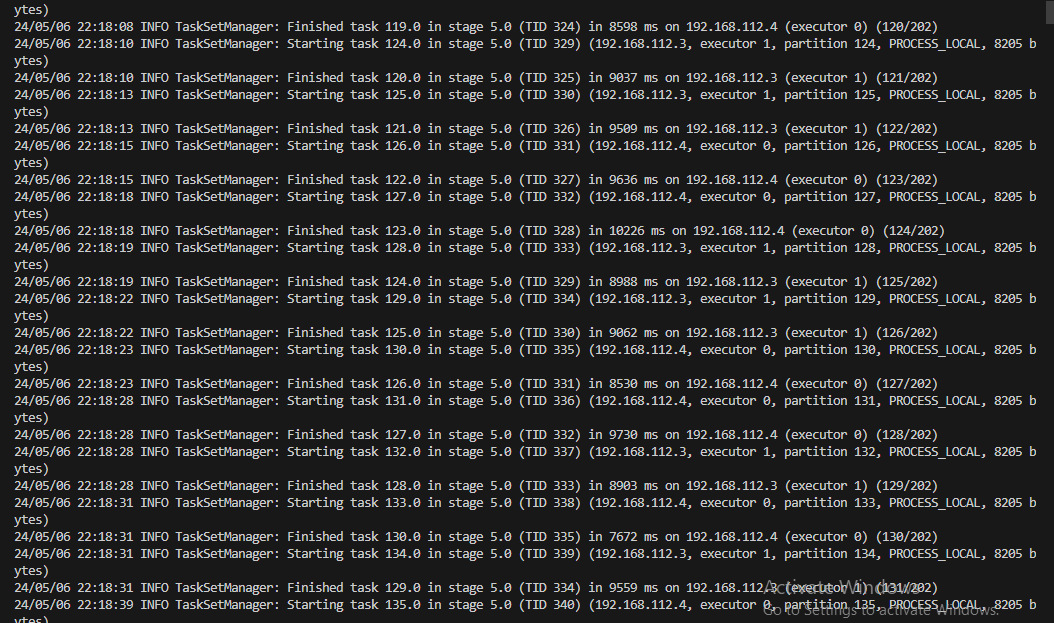 ytes)
24/05/06 22:18:08 INFO TaskSetManager: Finished task 119.0 in stage 5.0 (TID 324) in 8598 ms on 192.168.112.4 (executor 0) (120/202)
24/05/06 22:18:10 INFO TaskSetManager: Starting task 124.0 in stage 5.0 (TID 329) (192.168.112.3, executor 1, partition 124, PROCESS_LOCAL, 8205 b
ytes)
24/05/06 22:18:10 INFO TaskSetManager: Finished task 120.0 in stage 5.0 (TID 325) in 9037 ms on 192.168.112.3 (executor 1) (121/202)
24/05/06 22:18:13 INFO TaskSetManager: Starting task 125.0 in stage 5.0 (TID 330) (192.168.112.3, executor 1, partition 125, PROCESS_LOCAL, 8205 b
ytes)
24/05/06 22:18:13 INFO TaskSetManager: Finished task 121.0 in stage 5.0 (TID 326) in 9509 ms on 192.168.112.3 (executor 1) (122/202)
24/05/06 22:18:15 INFO TaskSetManager: Starting task 126.0 in stage 5.0 (TID 331) (192.168.112.4, executor 0, partition 126, PROCESS_LOCAL, 8205 b
ytes)
24/05/06 22:18:15 INFO TaskSetManager: Finished task 122.0 in stage 5.0 (TID 327) in 9636 ms on 192.168.112.4 (executor 0) (123/202)
24/05/06 22:18:18 INFO TaskSetManager: Starting task 127.0 in stage 5.0 (TID 332) (192.168.112.4, executor 0, partition 127, PROCESS_LOCAL, 8205 b
ytes)
24/05/06 22:18:18 INFO TaskSetManager: Finished task 123.0 in stage 5.0 (TID 328) in 10226 ms on 192.168.112.4 (executor 0) (124/202)
24/05/06 22:18:19 INFO TaskSetManager: Starting task 128.0 in stage 5.0 (TID 333) (192.168.112.3, executor 1, partition 128, PROCESS_LOCAL, 8205 b
ytes)
24/05/06 22:18:19 INFO TaskSetManager: Finished task 124.0 in stage 5.0 (TID 329) in 8988 ms on 192.168.112.3 (executor 1) (125/202)
24/05/06 22:18:22 INFO TaskSetManager: Starting task 129.0 in stage 5.0 (TID 334) (192.168.112.3, executor 1, partition 129, PROCESS_LOCAL, 8205 b
ytes)
24/05/06 22:18:22 INFO TaskSetManager: Finished task 125.0 in stage 5.0 (TID 330) in 9062 ms on 192.168.112.3 (executor 1) (126/202)
24/05/06 22:18:23 INFO TaskSetManager: Starting task 130.0 in stage 5.0 (TID 335) (192.168.112.4, executor 0, partition 130, PROCESS_LOCAL, 8205 b
ytes)
24/05/06 22:18:23 INFO TaskSetManager: Finished task 126.0 in stage 5.0 (TID 331) in 8530 ms on 192.168.112.4 (executor 0) (127/202)
24/05/06 22:18:28 INFO TaskSetManager: Starting task 131.0 in stage 5.0 (TID 336) (192.168.112.4, executor 0, partition 131, PROCESS_LOCAL, 8205 b
ytes)
24/05/06 22:18:28 INFO TaskSetManager: Finished task 127.0 in stage 5.0 (TID 332) in 9730 ms on 192.168.112.4 (executor 0) (128/202)
24/05/06 22:18:28 INFO TaskSetManager: Starting task 132.0 in stage 5.0 (TID 337) (192.168.112.3, executor 1, partition 132, PROCESS_LOCAL, 8205 b
ytes)
24/05/06 22:18:28 INFO TaskSetManager: Finished task 128.0 in stage 5.0 (TID 333) in 8903 ms on 192.168.112.3 (executor 1) (129/202)
24/05/06 22:18:31 INFO TaskSetManager: Starting task 133.0 in stage 5.0 (TID 338) (192.168.112.4, executor 0, partition 133, PROCESS_LOCAL, 8205 b
ytes)
24/05/06 22:18:31 INFO TaskSetManager: Finished task 130.0 in stage 5.0 (TID 335) in 7672 ms on 192.168.112.4 (executor 0) (130/202)
24/05/06 22:18:31 INFO TaskSetManager: Starting task 134.0 in stage 5.0 (TID 339) (192.168.112.3, executor 1, partition 134, PROCESS_LOCAL, 8205 b
ytes)
24/05/06 22:18:31 INFO TaskSetManager: Finished task 129.0 in stage 5.0 (TID 334) in 9559 ms on 192.168.112.3 (executor 1) (131/202)
24/05/06 22:18:39 INFO TaskSetManager: Starting task 135.0 in stage 5.0 (TID 340) (192.168.112.4, executor 0, partition 135, PROCESS_LOCAL, 8205 b
ytes)
Activate Windows
Go to Settings to activate Windows.